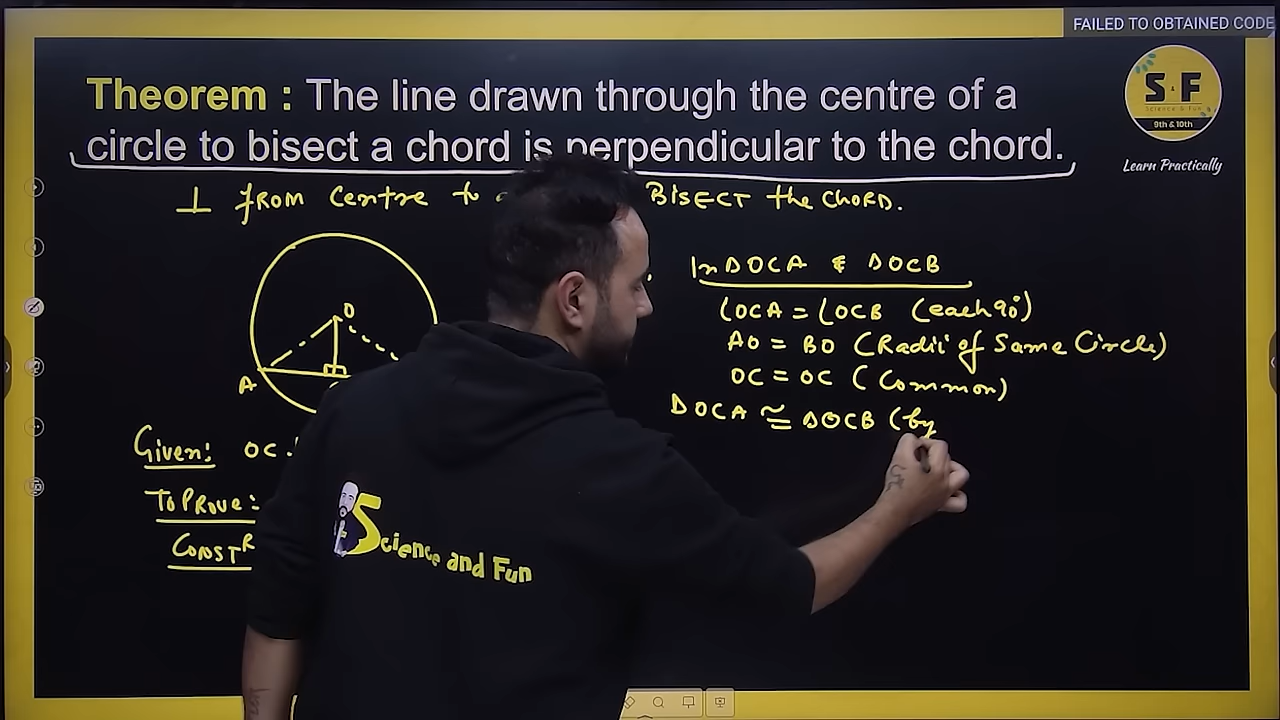 FAILED TO OBTAINED CODE
Theorem : The line drawn through the centre of a
circle to bisect a chord is perpendicular to the chord.
S & F
Science & Fun
9th & 10th
Learn Practically
⊥ from centre to BISECT the CHORD.
In ΔOCA & ΔOCB
∠OCA = ∠OCB (each 90°)
AO = BO (Radii of Same Circle)
OC = OC (Common)
ΔOCA ≅ ΔOCB (by
O
A
Given: OC
To Prove:
CONSTR
Science and Fun